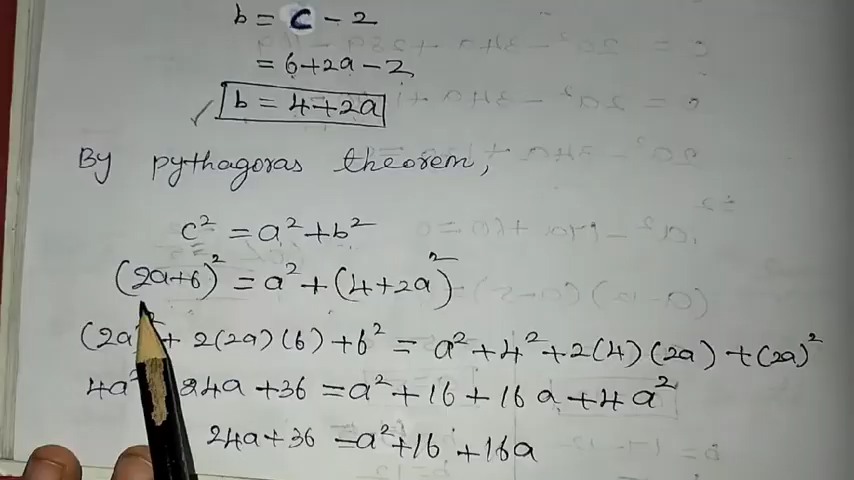 b = c - 2
= 6+2a - 2
b = 4+2a
By pythagoras theorem,
c² = a² + b²
(2a+6)² = a² + (4+2a)²
(2a + 2(2a)(6) + 6² = a² + 4² + 2(4)(2a) + (2a)²
4a² 24a + 36 = a² + 16 + 16a + 4a²
24a + 36 = a² + 16 + 16a